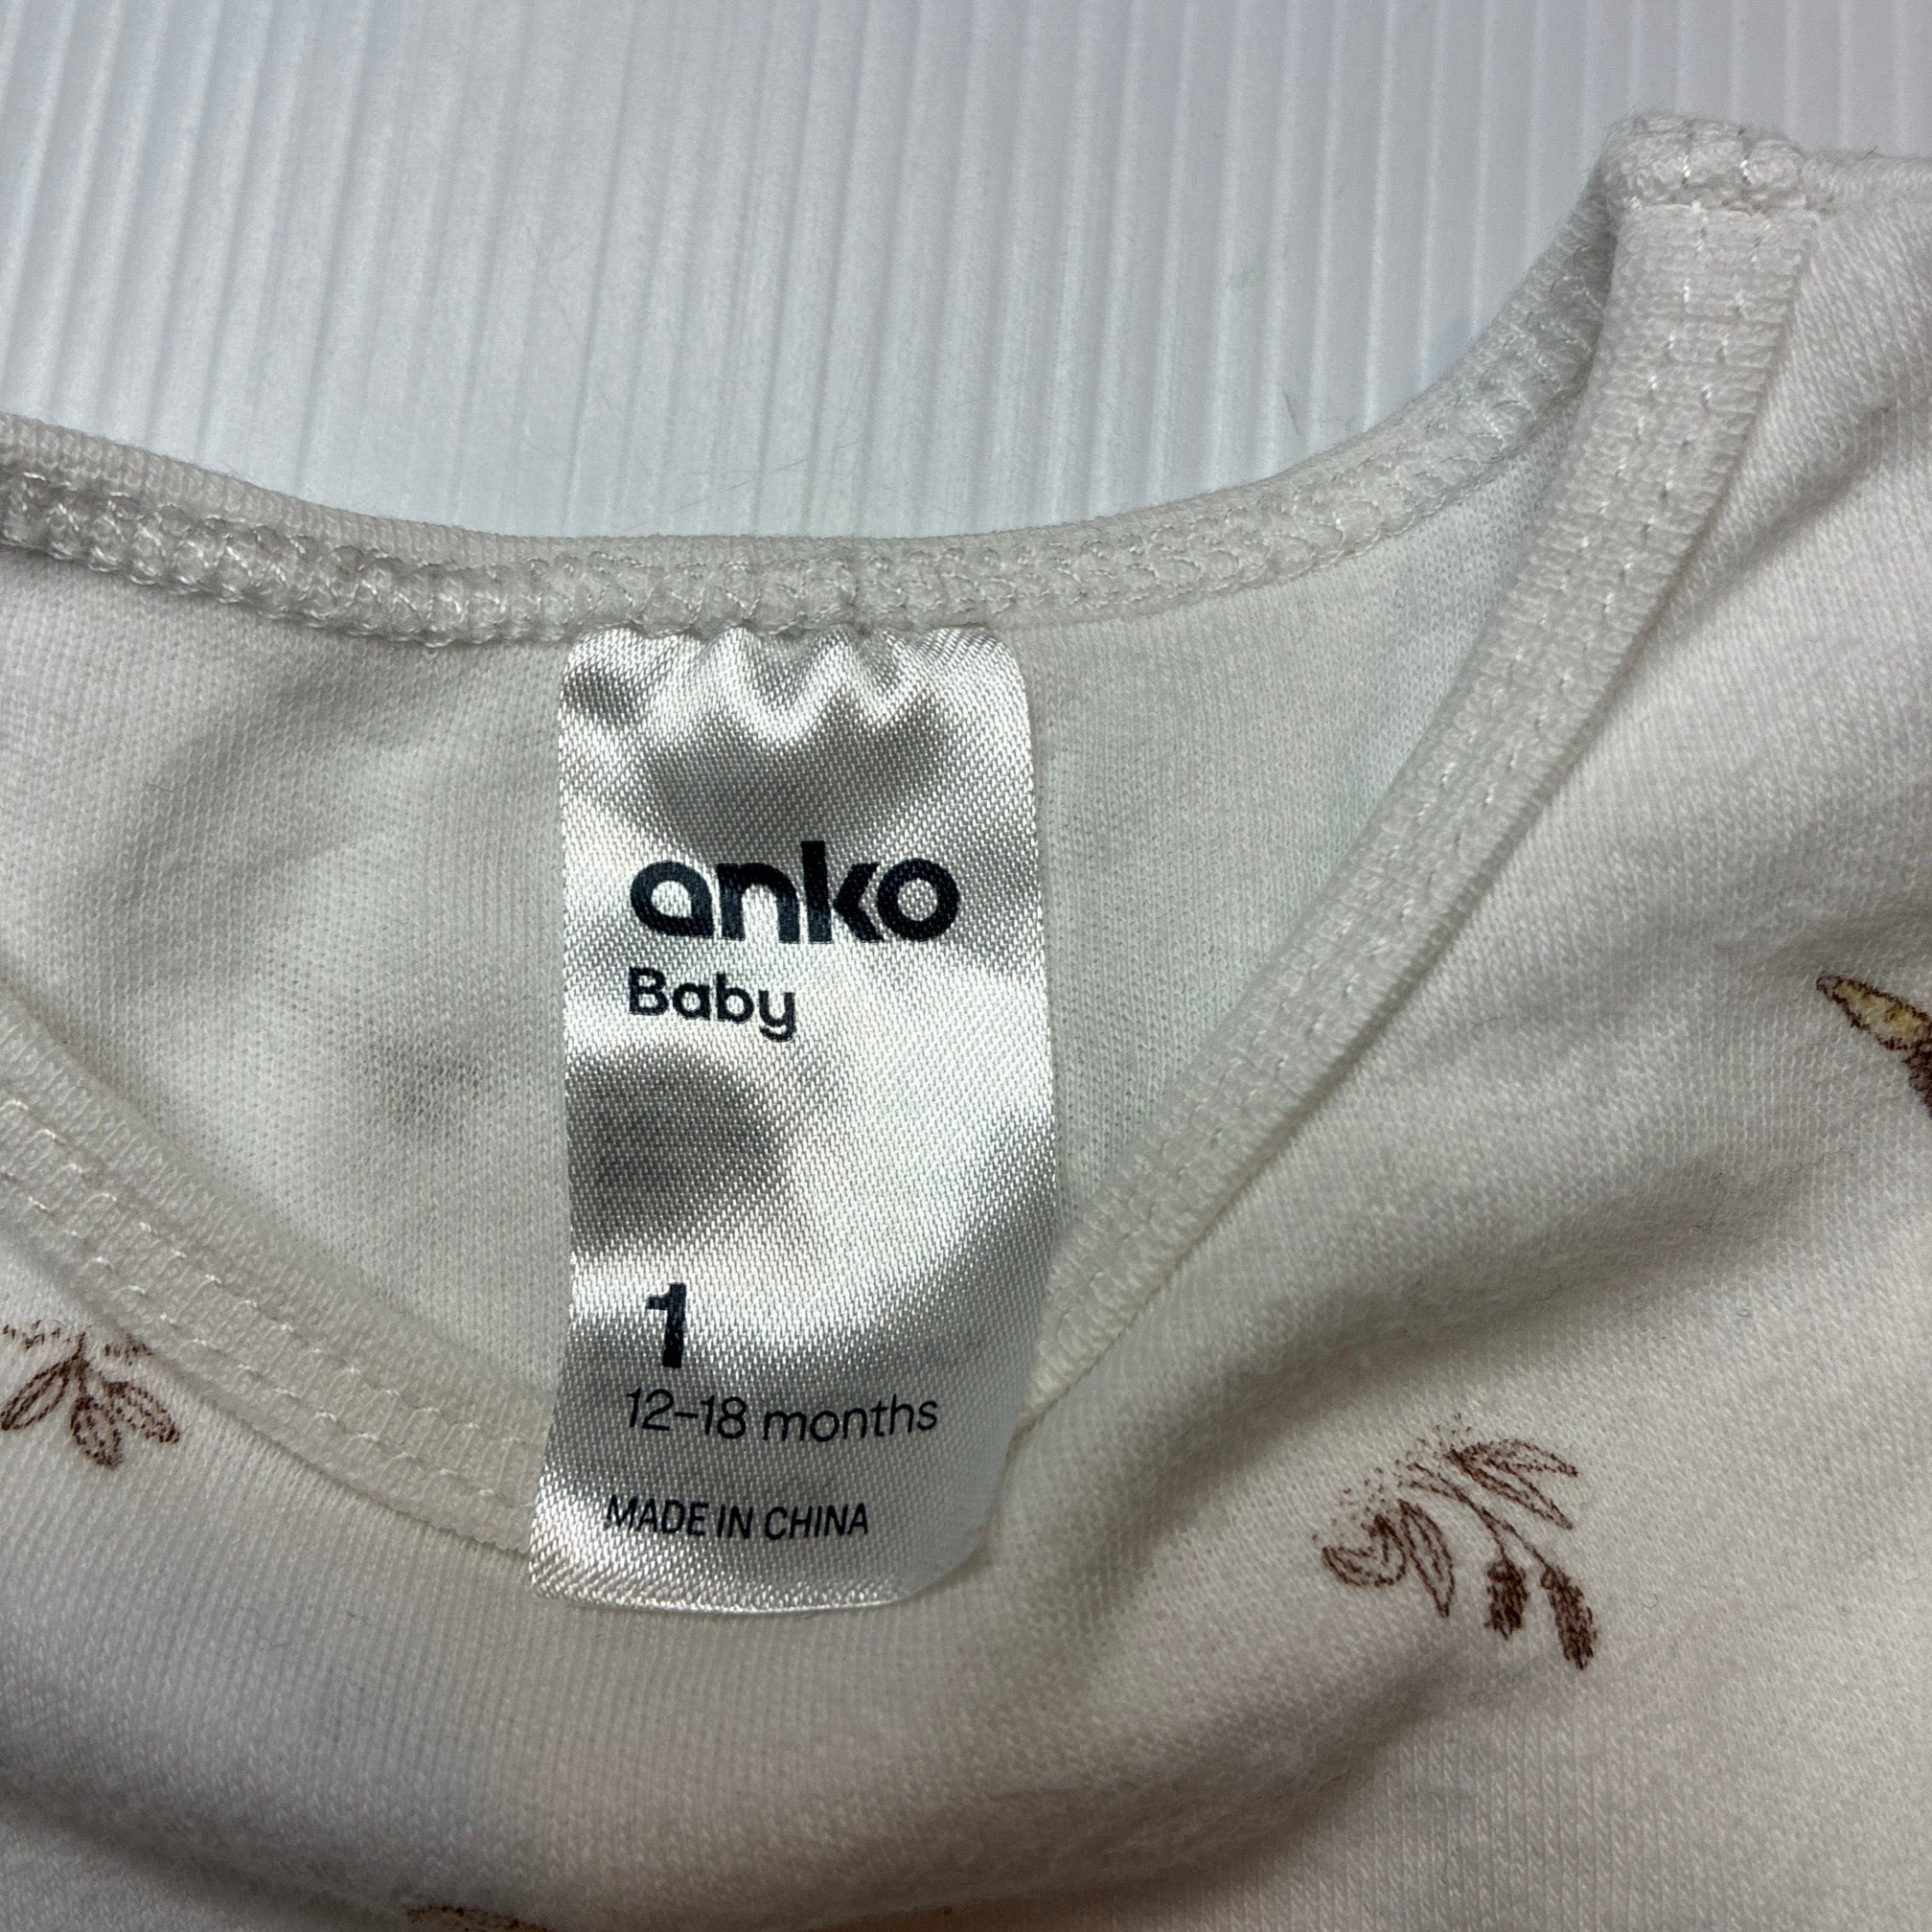 anko
Baby
1
12–18 months
MADE IN CHINA